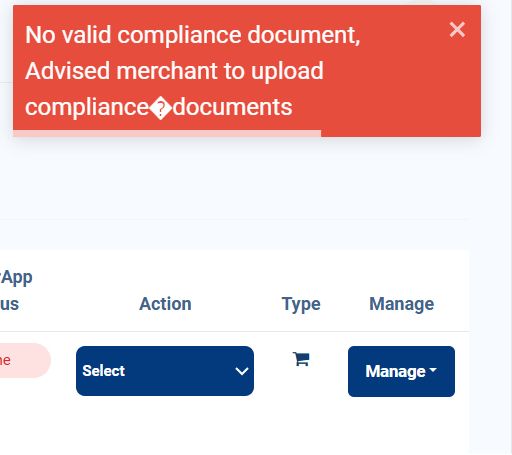 No valid compliance document,
Advised merchant to upload
compliance�documents
App
us
Action
Type
Manage
ne
Select
Manage